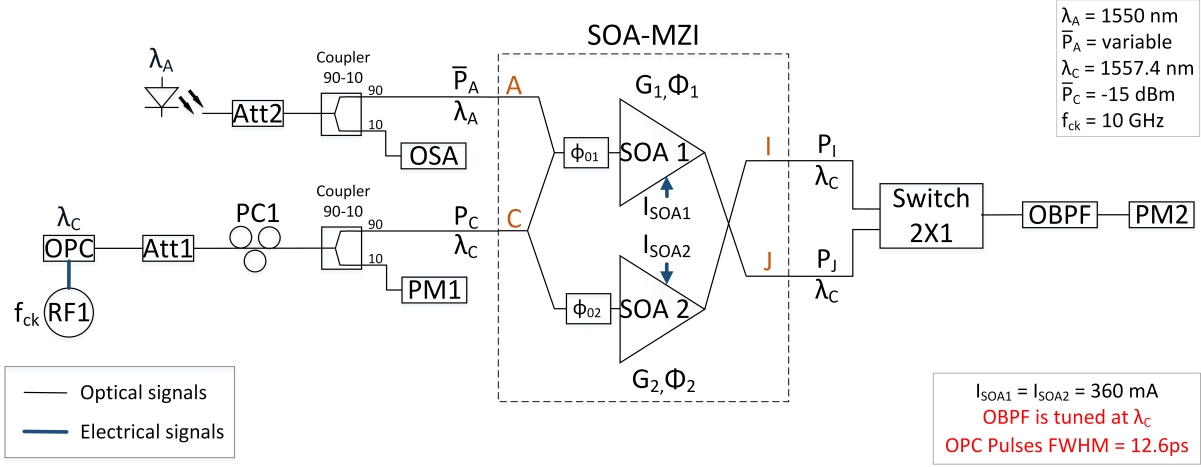 SOA-MZI
λA = 1550 nm
P̅A = variable
λC = 1557.4 nm
P̅C = -15 dBm
fck = 10 GHz
λA
Att2
Coupler
90-10
90
10
OSA
P̅A
λA
A
G1,Φ1
ϕ01
SOA 1
ISOA1
I
PI
λC
Switch
2X1
OBPF
PM2
λC
OPC
fck
RF1
Att1
PC1
Coupler
90-10
90
10
PM1
PC
λC
C
ISOA2
ϕ02
SOA 2
G2,Φ2
J
PJ
λC
Optical signals
Electrical signals
ISOA1 = ISOA2 = 360 mA
OBPF is tuned at λC
OPC Pulses FWHM = 12.6ps